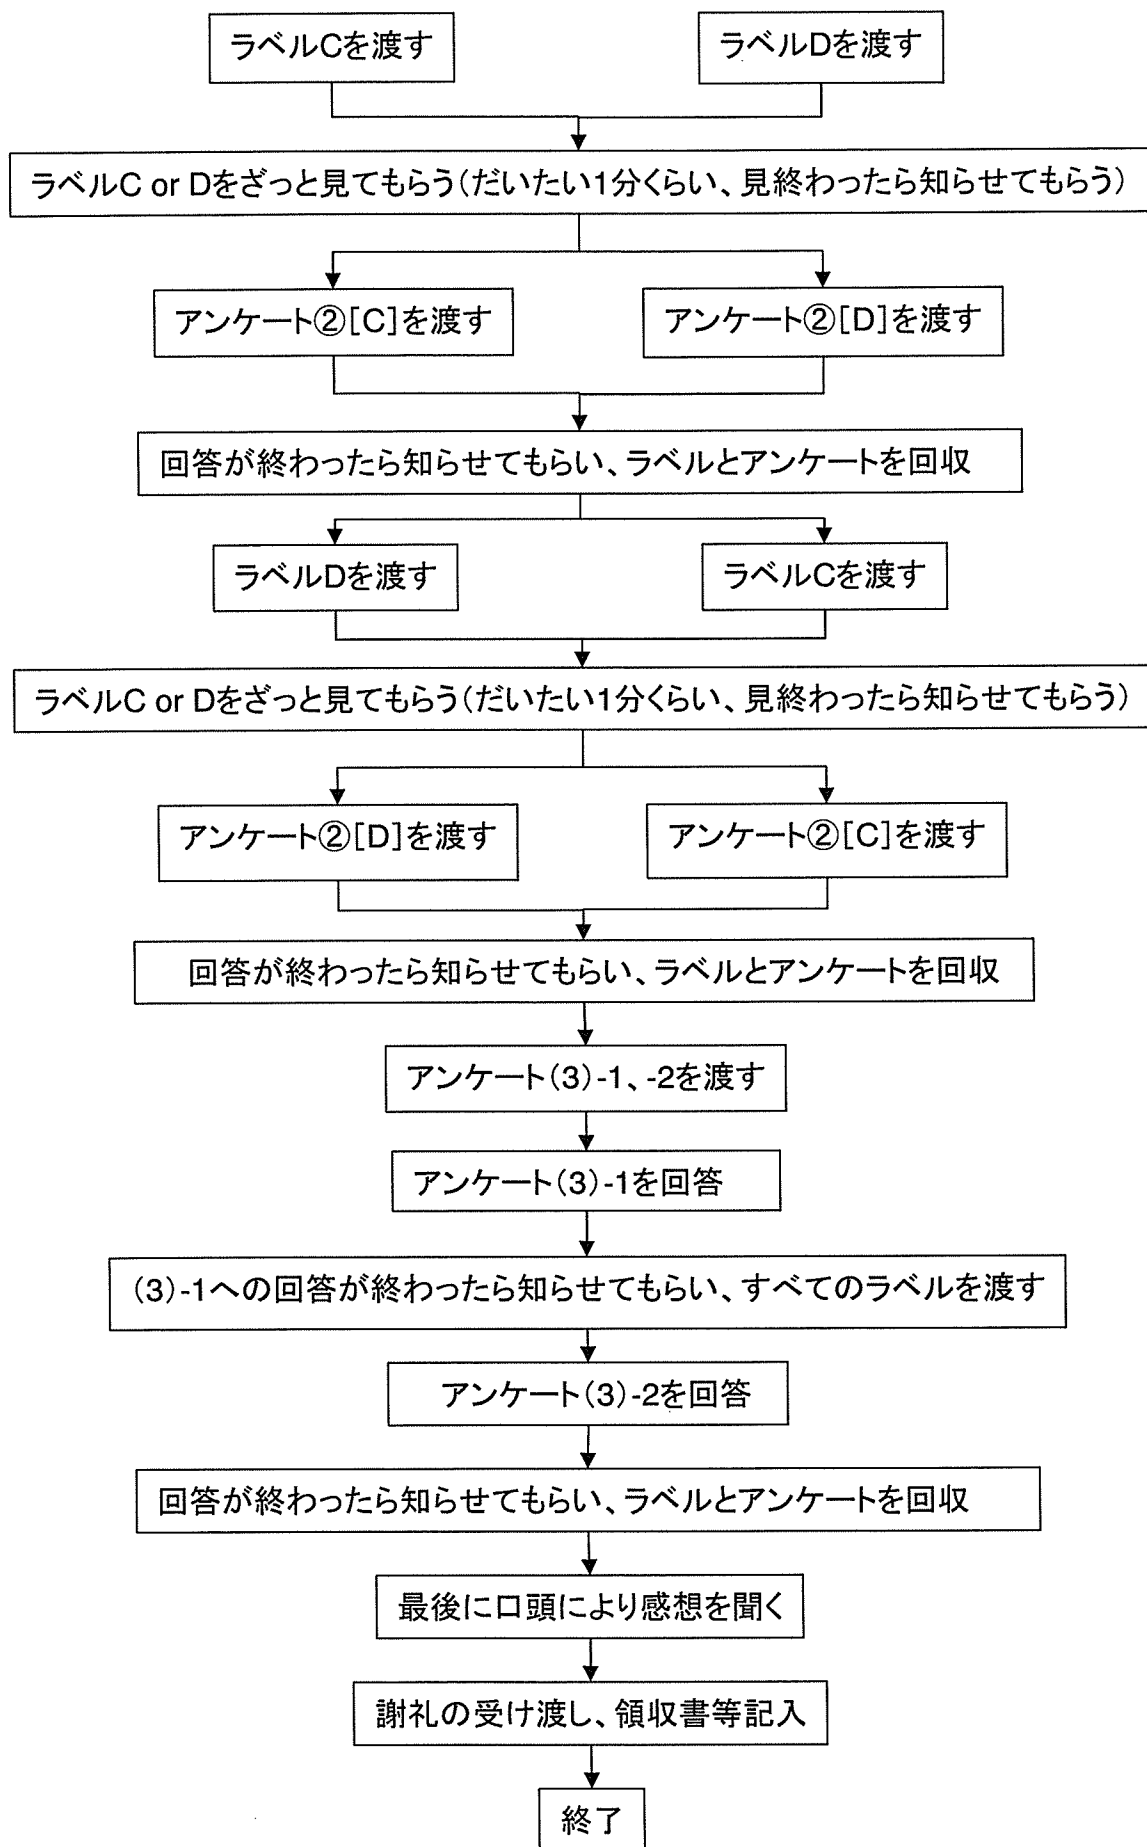 ラベルCを渡す
ラベルDを渡す
ラベルC or Dをざっと見てもらう(だいたい1分くらい、見終わったら知らせてもらう)
アンケート②[C]を渡す
アンケート②[D]を渡す
回答が終わったら知らせてもらい、ラベルとアンケートを回収
ラベルDを渡す
ラベルCを渡す
ラベルC or Dをざっと見てもらう(だいたい1分くらい、見終わったら知らせてもらう)
アンケート②[D]を渡す
アンケート②[C]を渡す
回答が終わったら知らせてもらい、ラベルとアンケートを回収
アンケート(3)-1、-2を渡す
アンケート(3)-1を回答
(3)-1への回答が終わったら知らせてもらい、すべてのラベルを渡す
アンケート(3)-2を回答
回答が終わったら知らせてもらい、ラベルとアンケートを回収
最後に口頭により感想を聞く
謝礼の受け渡し、領収書等記入
終了